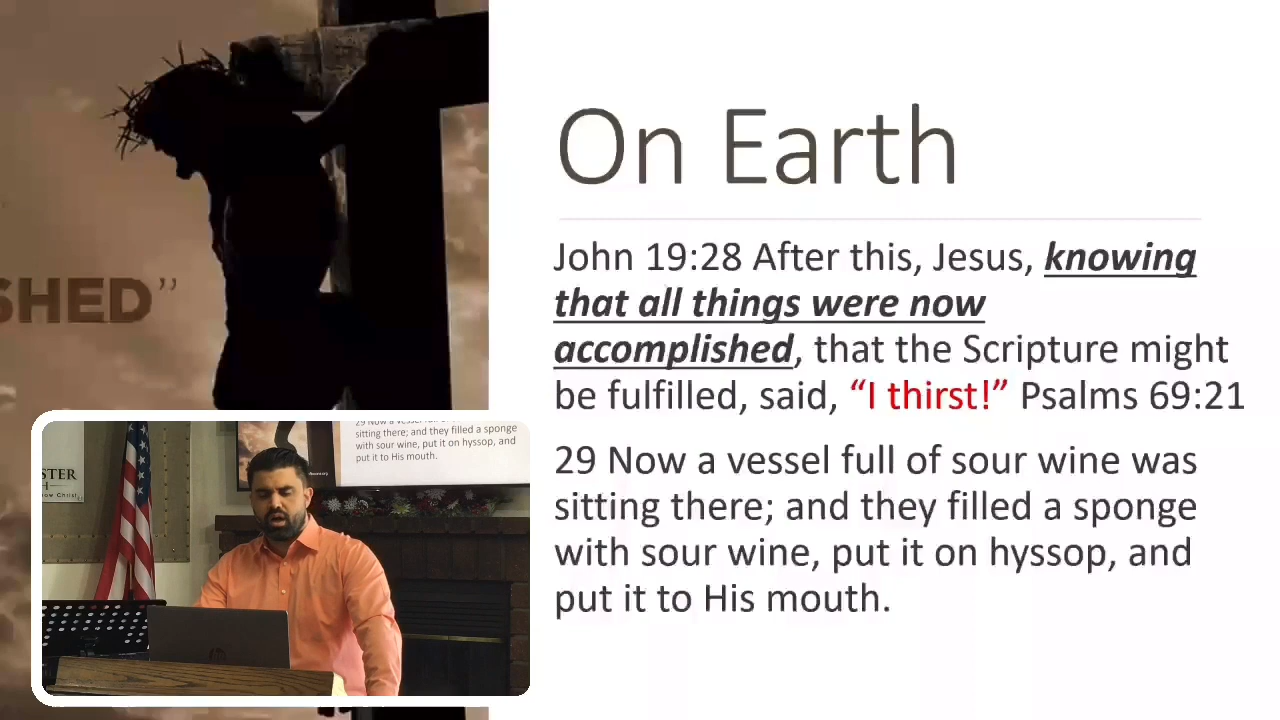 On Earth
John 19:28 After this, Jesus, knowing
that all things were now
accomplished, that the Scripture might
be fulfilled, said, “I thirst!” Psalms 69:21
29 Now a vessel full of sour wine was
sitting there; and they filled a sponge
with sour wine, put it on hyssop, and
put it to His mouth.
SHED”
sitting there; and they filled a sponge
with sour wine, put it on hyssop, and
put it to His mouth.
STER